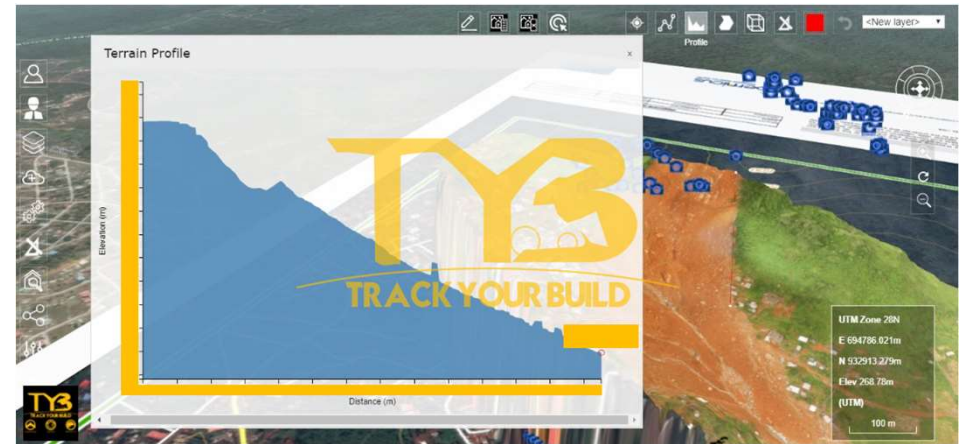 <New layer>
Profile
Terrain Profile
x
Elevation (m)
Distance (m)
TYB
TRACK YOUR BUILD
UTM Zone 28N
E 694786.021m
N 932913.279m
Elev 268.78m
(UTM)
100 m
TYB
TRACK YOUR BUILD